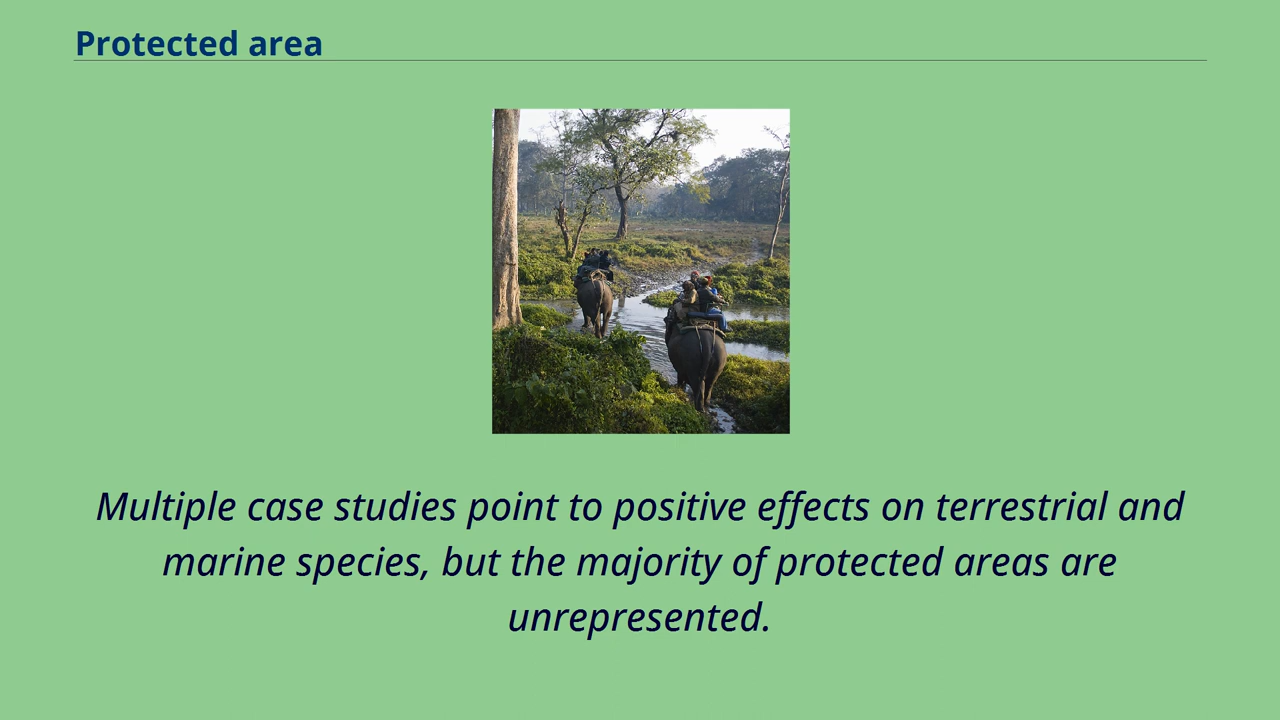 Protected area
Multiple case studies point to positive effects on terrestrial and
marine species, but the majority of protected areas are
unrepresented.